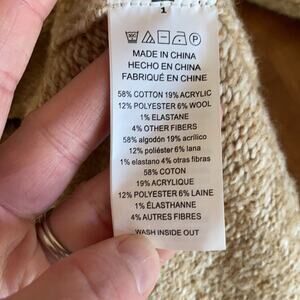 1
P
MADE IN CHINA
HECHO EN CHINA
FABRIQUÉ EN CHINE
58% COTTON 19% ACRYLIC
12% POLYESTER 6% WOOL
1% ELASTANE
4% OTHER FIBERS
58% algodón 19% acrílico
12% poliéster 6% lana
1% elastano 4% otras fibras
58% COTON
19% ACRYLIQUE
12% POLYESTER 6% LAINE
1% ÉLASTHANNE
4% AUTRES FIBRES
WASH INSIDE OUT